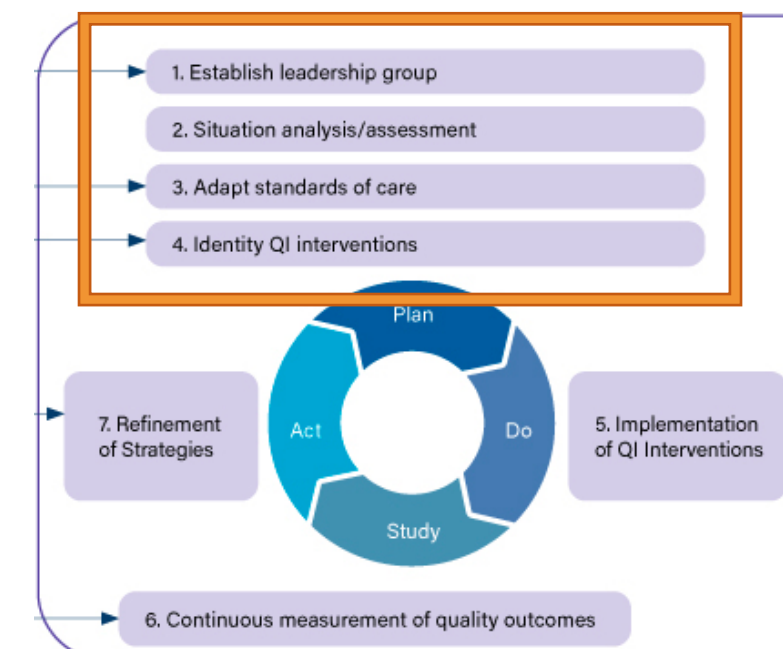 1. Establish leadership group
2. Situation analysis/assessment
3. Adapt standards of care
4. Identity QI interventions
Plan
7. Refinement
of Strategies
Act
Do
5. Implementation
of QI Interventions
Study
6. Continuous measurement of quality outcomes